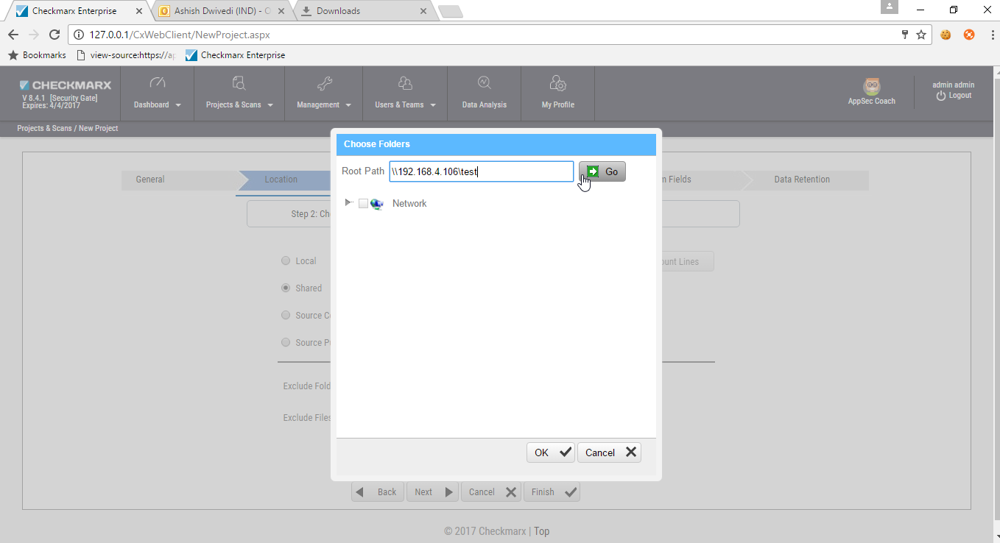 Checkmarx Enterprise
Ashish Dwivedi (IND) - O
Downloads
127.0.0.1/CxWebClient/NewProject.aspx
Bookmarks
view-source:https://ap
Checkmarx Enterprise
CHECKMARX
V 8.4.1 [Security Gate]
Expires: 4/4/2017
Dashboard
Projects & Scans
Management
Users & Teams
Data Analysis
My Profile
AppSec Coach
admin admin
Logout
Projects & Scans / New Project
General
Location
m Fields
Data Retention
Choose Folders
Root Path \\192.168.4.106\test Go
Network
Step 2: Ch
Local
ount Lines
Shared
Source Co
Source Pu
Exclude Fold
Exclude Files
OK
Cancel
Back
Next
Cancel
Finish
© 2017 Checkmarx | Top